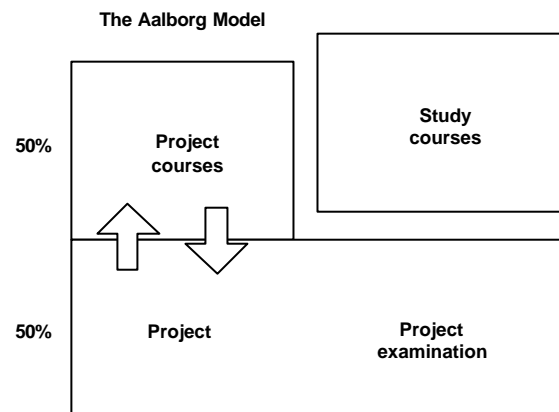 The Aalborg Model
50%
Project
courses
Study
courses
50%
Project
Project
examination